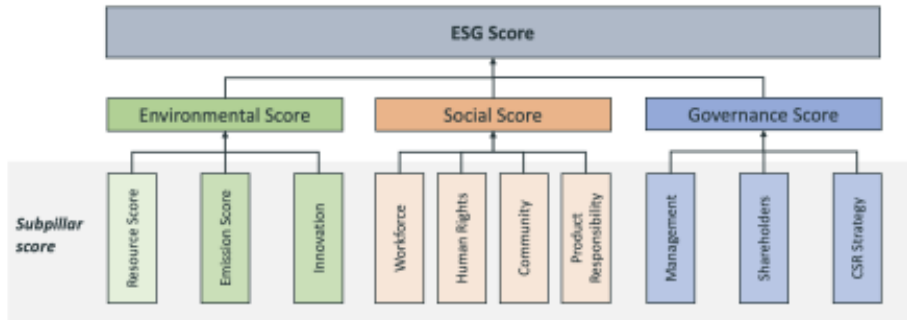 ESG Score
Environmental Score
Social Score
Governance Score
Subpillar
score
Resource Score
Emission Score
Innovation
Workforce
Human Rights
Community
Product
Responsibility
Management
Shareholders
CSR Strategy